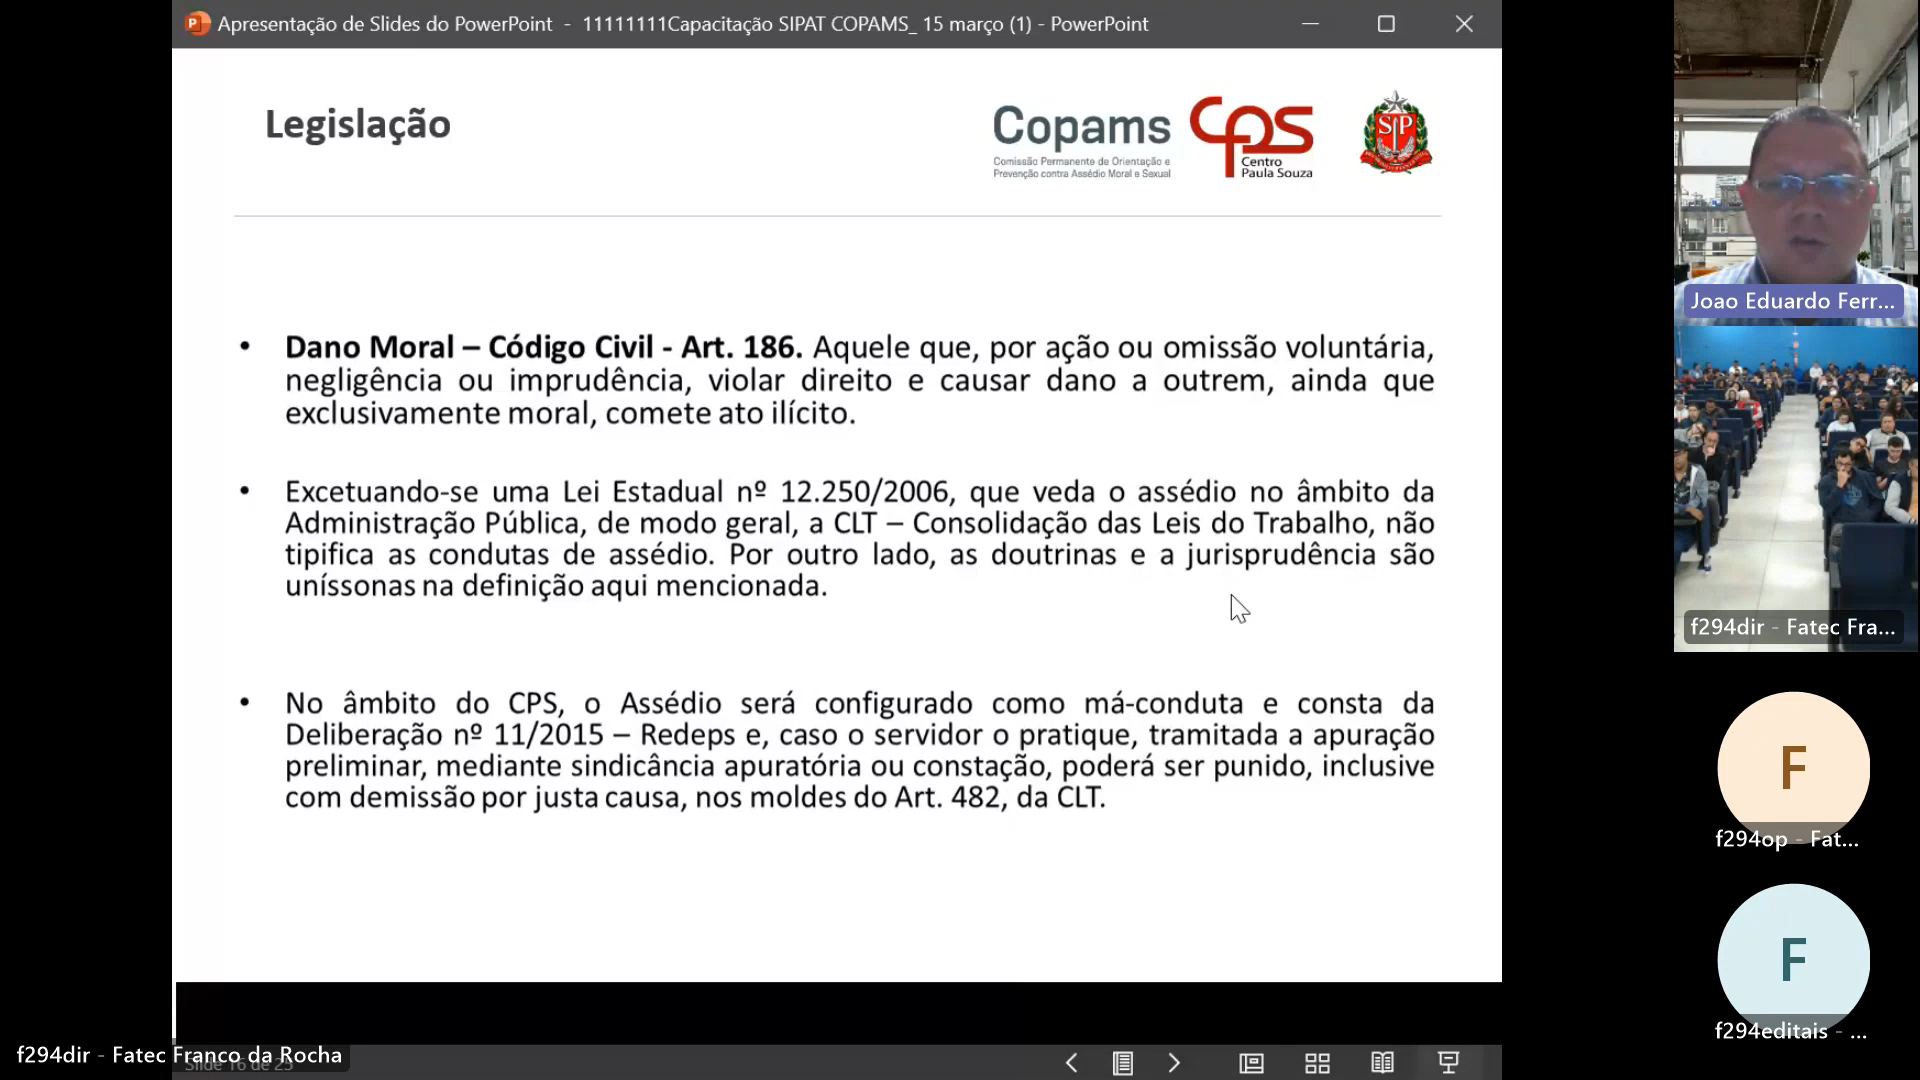 Apresentação de Slides do PowerPoint - 11111111Capacitação SIPAT COPAMS_ 15 março (1) - PowerPoint
Legislação
Copams
Comissão Permanente de Orientação e
Prevenção contra Assédio Moral e Sexual
CPS
Centro
Paula Souza
SP
• Dano Moral – Código Civil - Art. 186. Aquele que, por ação ou omissão voluntária,
negligência ou imprudência, violar direito e causar dano a outrem, ainda que
exclusivamente moral, comete ato ilícito.
• Excetuando-se uma Lei Estadual nº 12.250/2006, que veda o assédio no âmbito da
Administração Pública, de modo geral, a CLT – Consolidação das Leis do Trabalho, não
tipifica as condutas de assédio. Por outro lado, as doutrinas e a jurisprudência são
uníssonas na definição aqui mencionada.
• No âmbito do CPS, o Assédio será configurado como má-conduta e consta da
Deliberação nº 11/2015 – Redeps e, caso o servidor o pratique, tramitada a apuração
preliminar, mediante sindicância apuratória ou constação, poderá ser punido, inclusive
com demissão por justa causa, nos moldes do Art. 482, da CLT.
Joao Eduardo Ferr...
f294dir - Fatec Fra...
F
f294op - Fat...
F
f294editais - ...
f294dir - Fatec Franco da Rocha
Slide 16 de 25